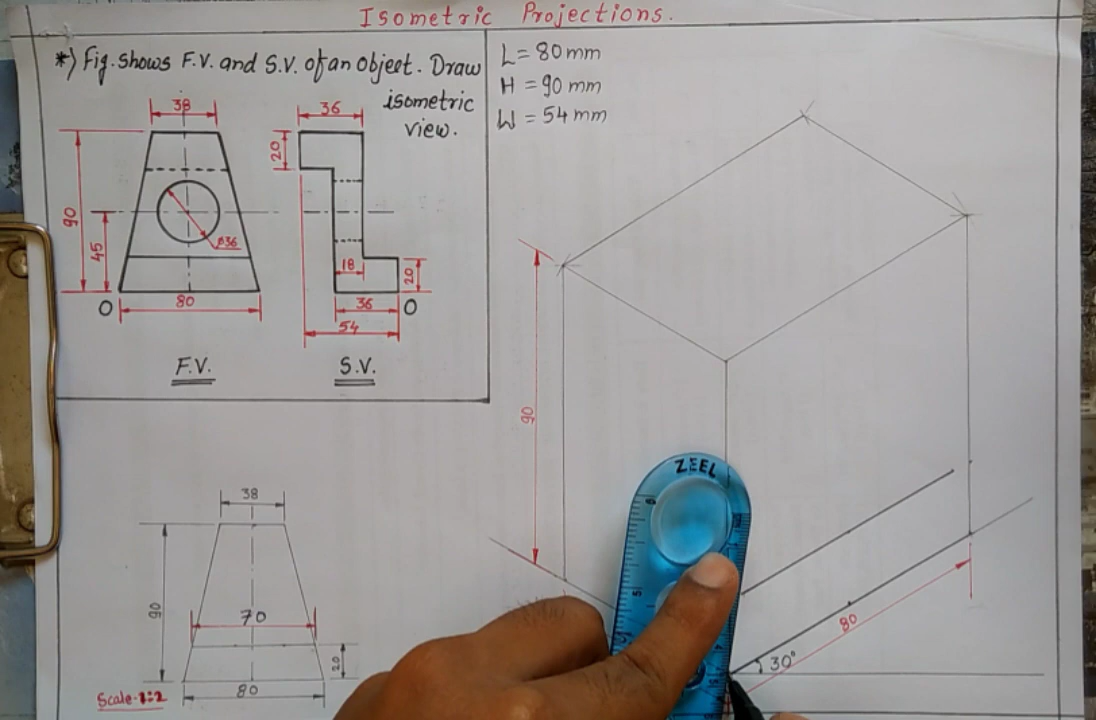 Isometric Projections.
*) Fig. Shows F.V. and S.V. of an object. Draw
isometric
view.
L = 80 mm
H = 90 mm
W = 54 mm
38
36
20
90
45
ø36
18
20
O
80
36
O
54
F.V.
S.V.
90
38
90
70
20
80
Scale-1:2
ZEEL
80
30°